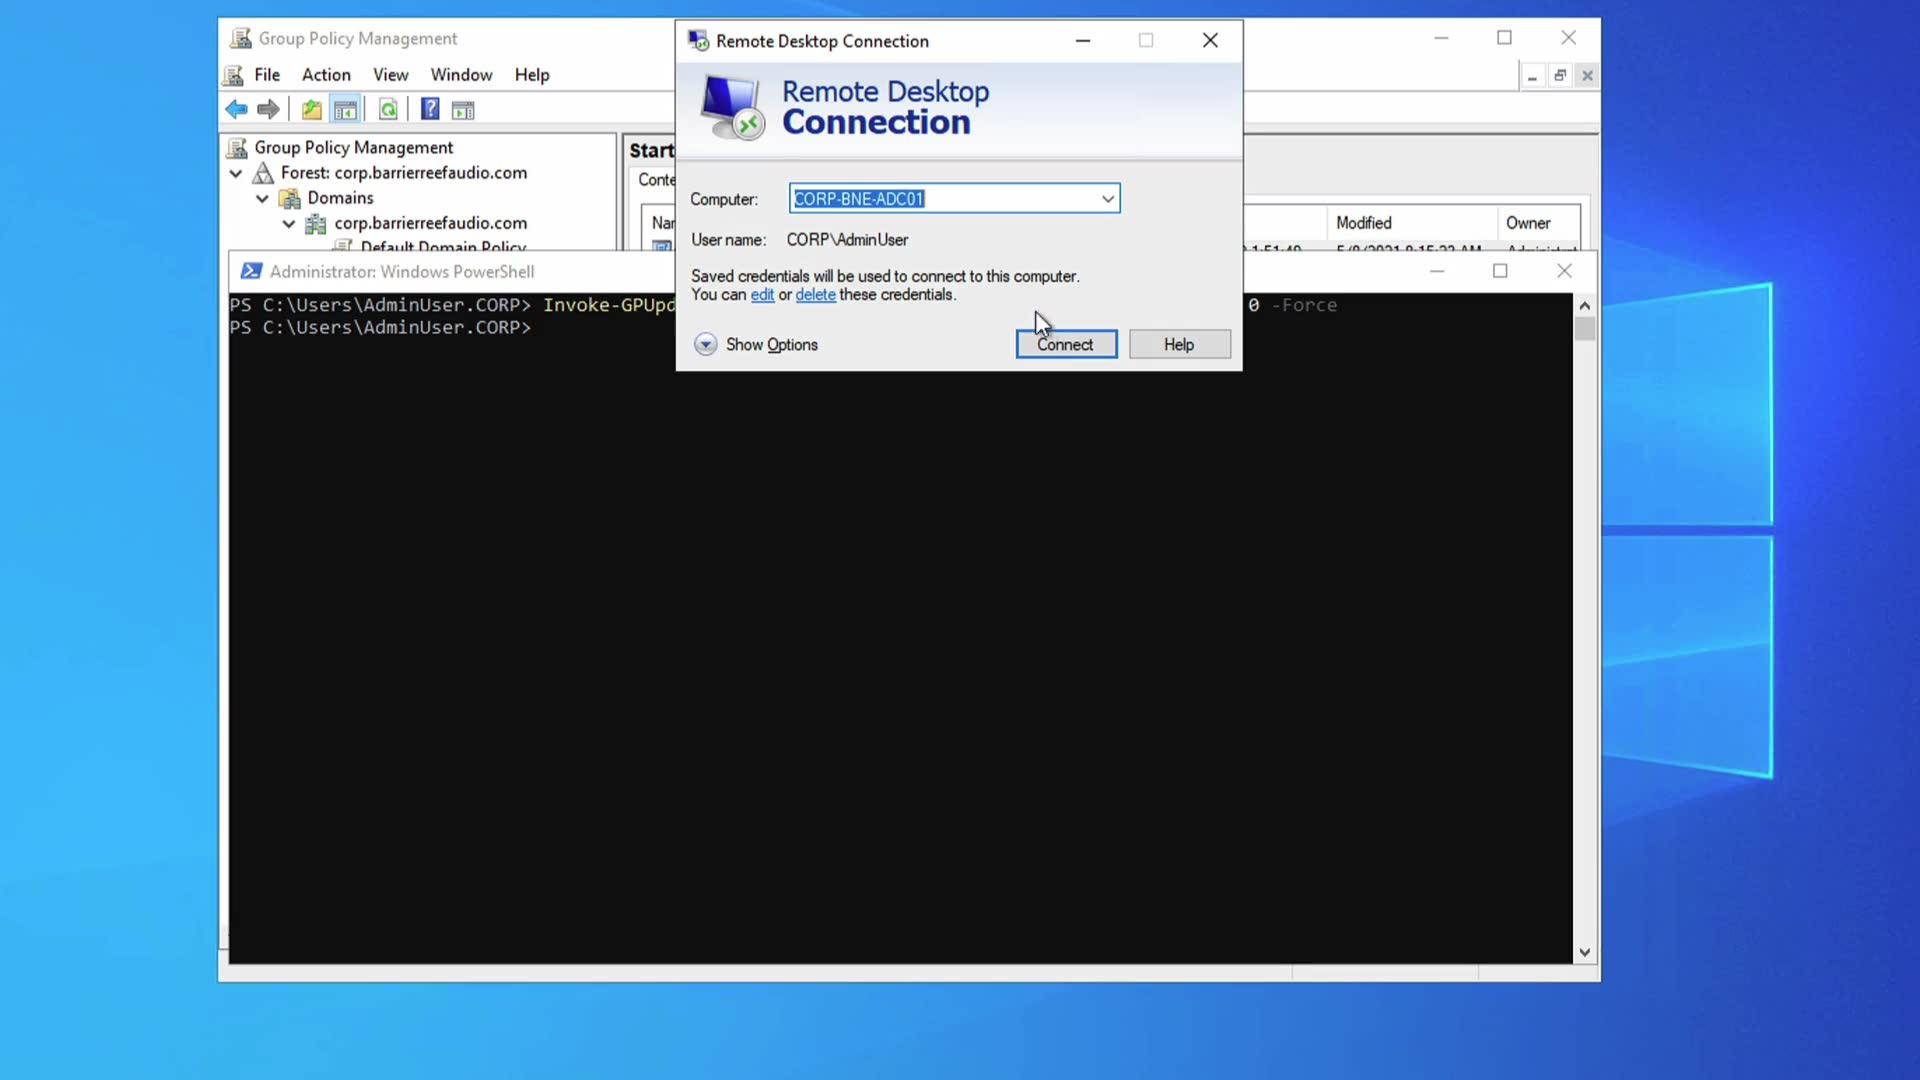 Group Policy Management
File Action View Window Help
Group Policy Management
Forest: corp.barrierreefaudio.com
Domains
corp.barrierreefaudio.com
Default Domain Policy
Start
Conte
Nar
Modified
Owner
Remote Desktop Connection
Remote Desktop
Connection
Computer: CORP-BNE-ADC01
User name: CORP\AdminUser
Saved credentials will be used to connect to this computer.
You can edit or delete these credentials.
Show Options
Connect
Help
Administrator: Windows PowerShell
PS C:\Users\AdminUser.CORP> Invoke-GPUpd 0 -Force
PS C:\Users\AdminUser.CORP>